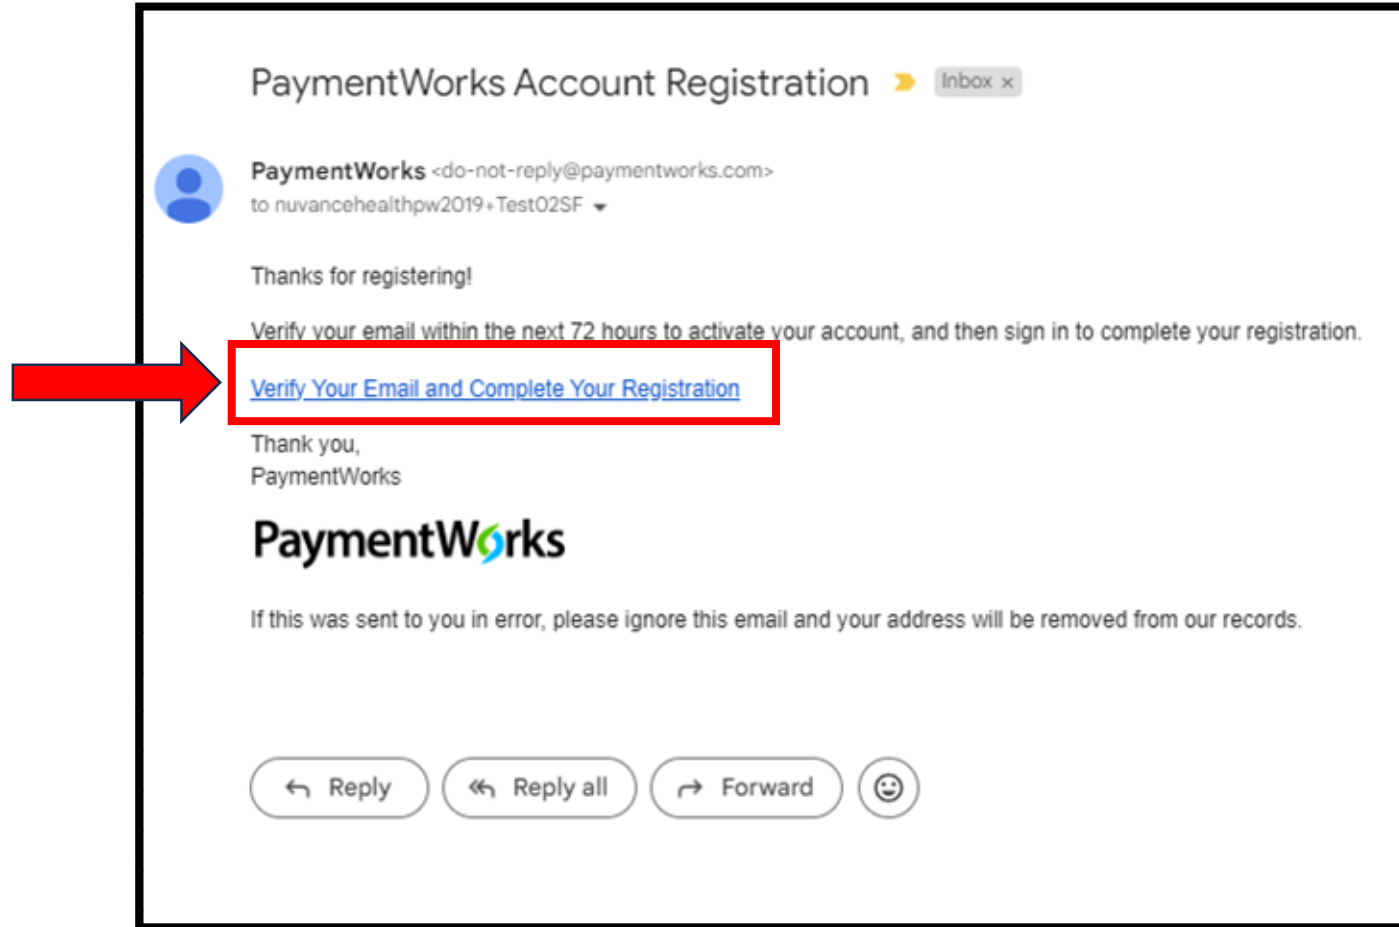 PaymentWorks Account Registration Inbox ×
PaymentWorks <do-not-reply@paymentworks.com>
to nuvancehealthpw2019+Test02SF
Thanks for registering!
Verify your email within the next 72 hours to activate your account, and then sign in to complete your registration.
Verify Your Email and Complete Your Registration
Thank you,
PaymentWorks
PaymentWorks
If this was sent to you in error, please ignore this email and your address will be removed from our records.
Reply Reply all Forward